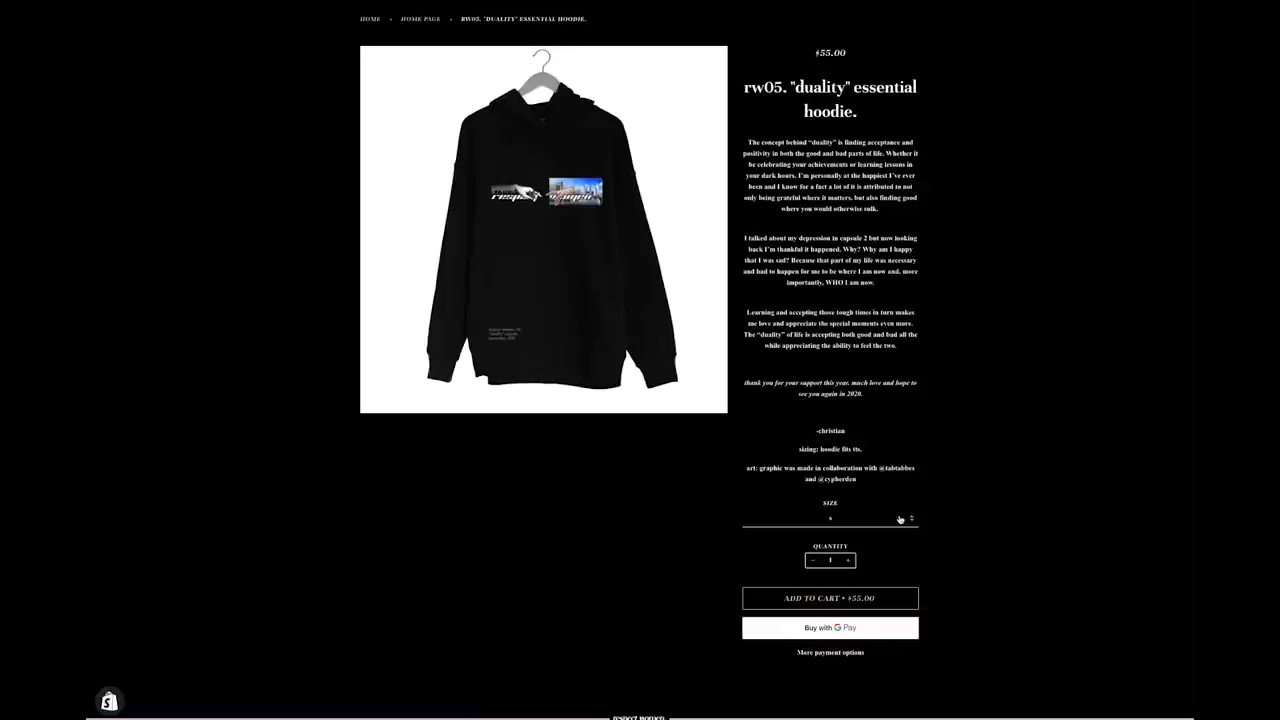 HOME › HOME PAGE › RW05. "DUALITY" ESSENTIAL HOODIE.
$55.00
rw05. "duality" essential
hoodie.
The concept behind “duality” is finding acceptance and
positivity in both the good and bad parts of life. Whether it
be celebrating your achievements or learning lessons in
your dark hours. I'm personally at the happiest I've ever
been and I know for a fact a lot of it is attributed to not
only being grateful where it matters, but also finding good
where you would otherwise sulk.
I talked about my depression in capsule 2 but now looking
back I'm thankful it happened. Why? Why am I happy
that I was sad? Because that part of my life was necessary
and had to happen for me to be where I am now and, more
importantly, WHO I am now.
Learning and accepting those tough times in turn makes
me love and appreciate the special moments even more.
The “duality” of life is accepting both good and bad all the
while appreciating the ability to feel the two.
thank you for your support this year. much love and hope to
see you again in 2020.
-christian
sizing: hoodie fits tts.
art: graphic was made in collaboration with @tabtabbes
and @cypherden
SIZE
s
QUANTITY
− 1 +
ADD TO CART • $55.00
Buy with G Pay
More payment options
respect women.
respect women